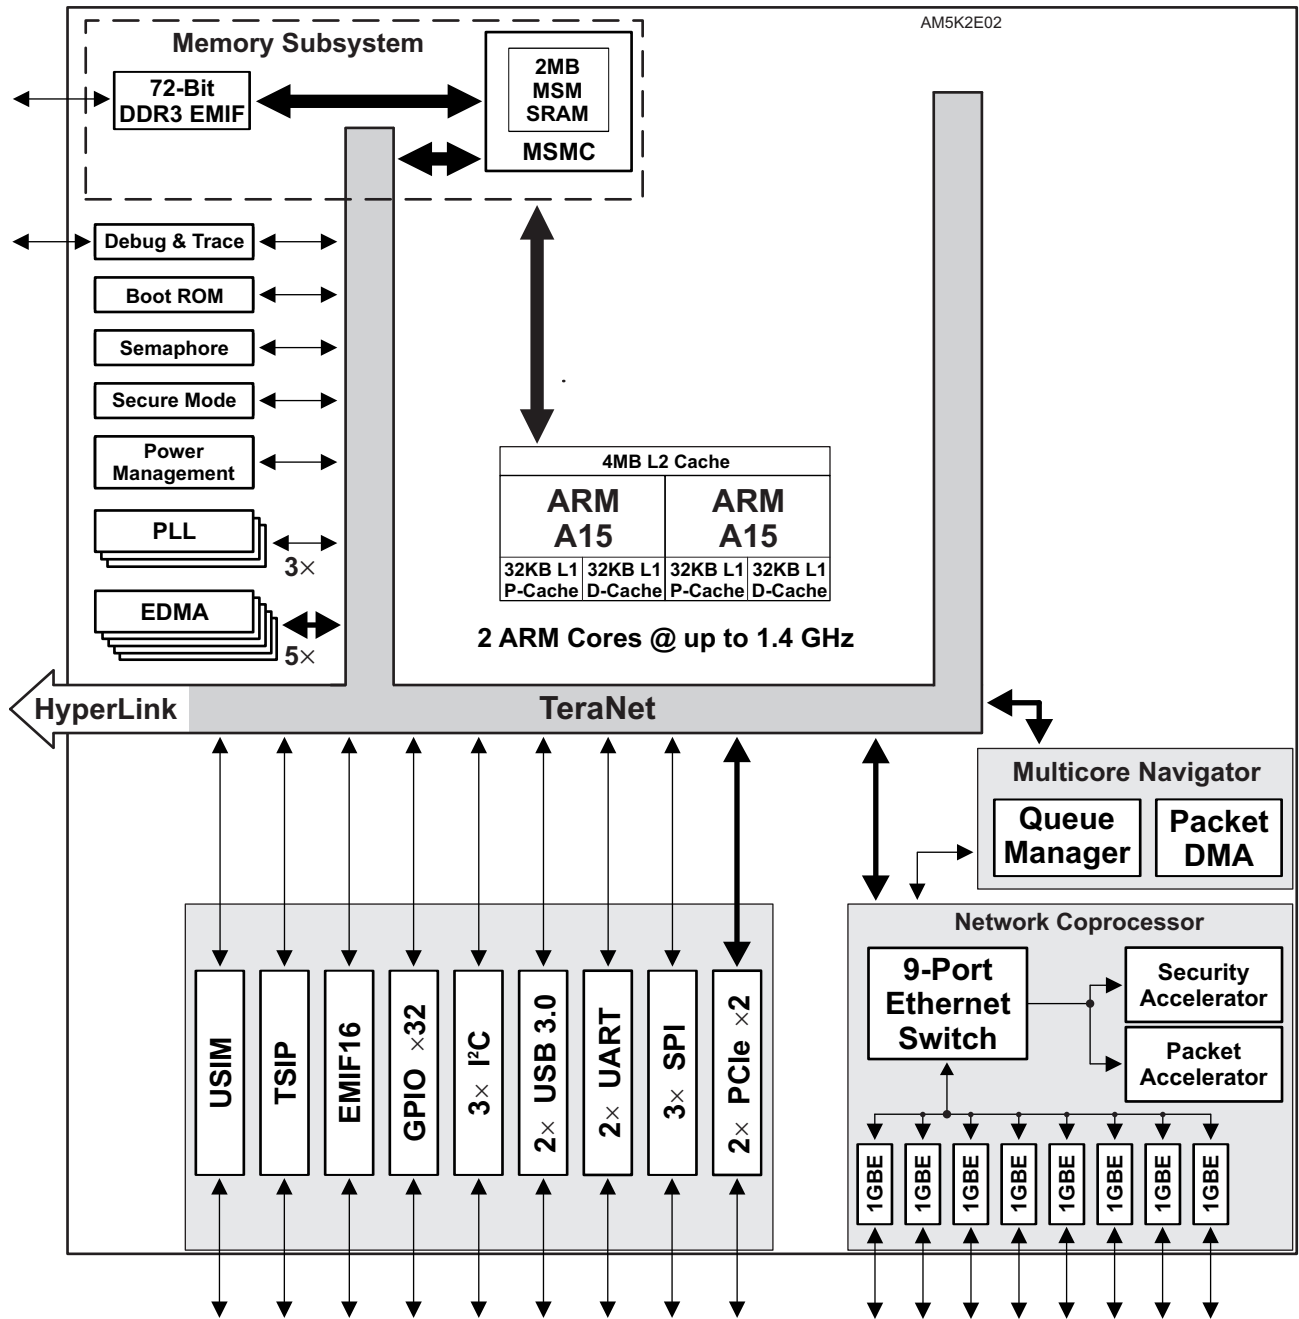 AM5K2E02
Memory Subsystem
72-Bit
DDR3 EMIF
2MB
MSM
SRAM
MSMC
Debug & Trace
Boot ROM
Semaphore
Secure Mode
Power
Management
PLL
3×
EDMA
5×
4MB L2 Cache
ARM
A15
ARM
A15
32KB L1
P-Cache
32KB L1
D-Cache
32KB L1
P-Cache
32KB L1
D-Cache
2 ARM Cores @ up to 1.4 GHz
HyperLink
TeraNet
Multicore Navigator
Queue
Manager
Packet
DMA
USIM
TSIP
EMIF16
GPIO ×32
3× I²C
2× USB 3.0
2× UART
3× SPI
2× PCIe ×2
Network Coprocessor
9-Port
Ethernet
Switch
Security
Accelerator
Packet
Accelerator
1GBE
1GBE
1GBE
1GBE
1GBE
1GBE
1GBE
1GBE